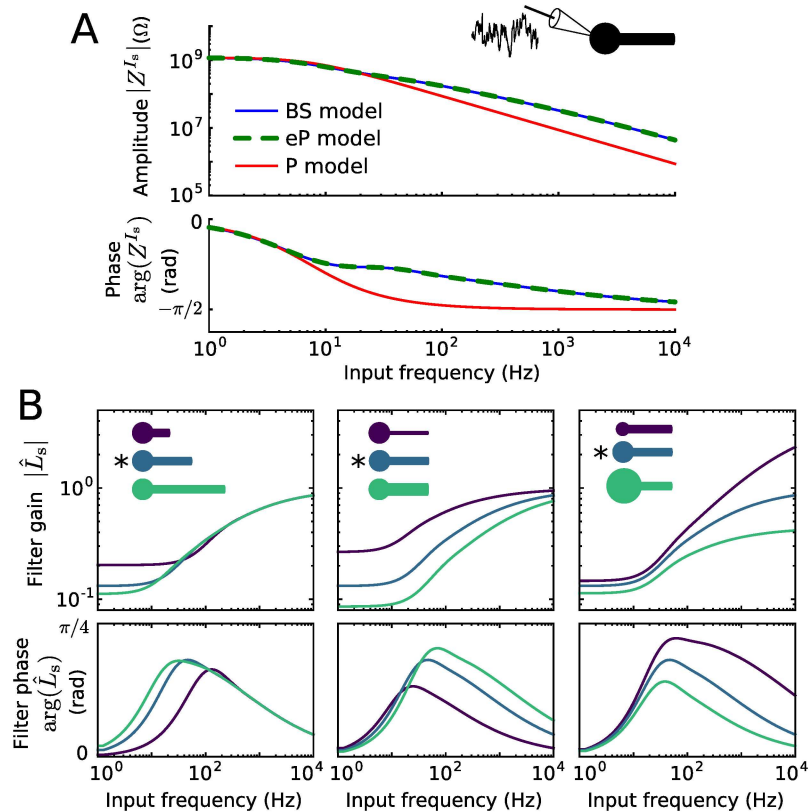 A
Amplitude |Z^{I_s}| (Ω)
10^9
10^7
10^5
BS model
eP model
P model
Phase
arg(Z^{I_s})
(rad)
0
−π/2
10^0 10^1 10^2 10^3 10^4
Input frequency (Hz)
B
Filter gain |L̂_s|
10^0
10^{-1}
*
*
*
Filter phase
arg(L̂_s)
(rad)
π/4
0
10^0 10^2 10^4 10^0 10^2 10^4 10^0 10^2 10^4
Input frequency (Hz) Input frequency (Hz) Input frequency (Hz)